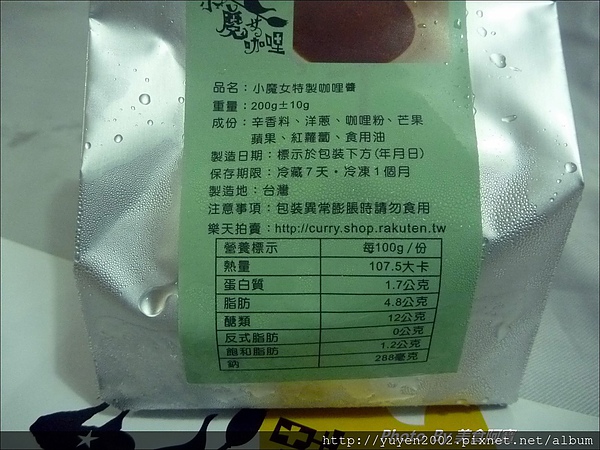 小魔女咖哩
品名：小魔女特製咖哩醬
重量：200g±10g
成份：辛香料、洋蔥、咖哩粉、芒果
蘋果、紅蘿蔔、食用油
製造日期：標示於包裝下方(年月日)
保存期限：冷藏7天，冷凍1個月
製造地：台灣
注意事項：包裝異常膨脹時請勿食用
樂天拍賣：http://curry.shop.rakuten.tw
營養標示 每100g/份
熱量 107.5大卡
蛋白質 1.7公克
脂肪 4.8公克
醣類 12公克
反式脂肪 0公克
飽和脂肪 1.2公克
鈉 288毫克
Photo By 美食阿寬
http://yuyen2002.pixnet.net/album